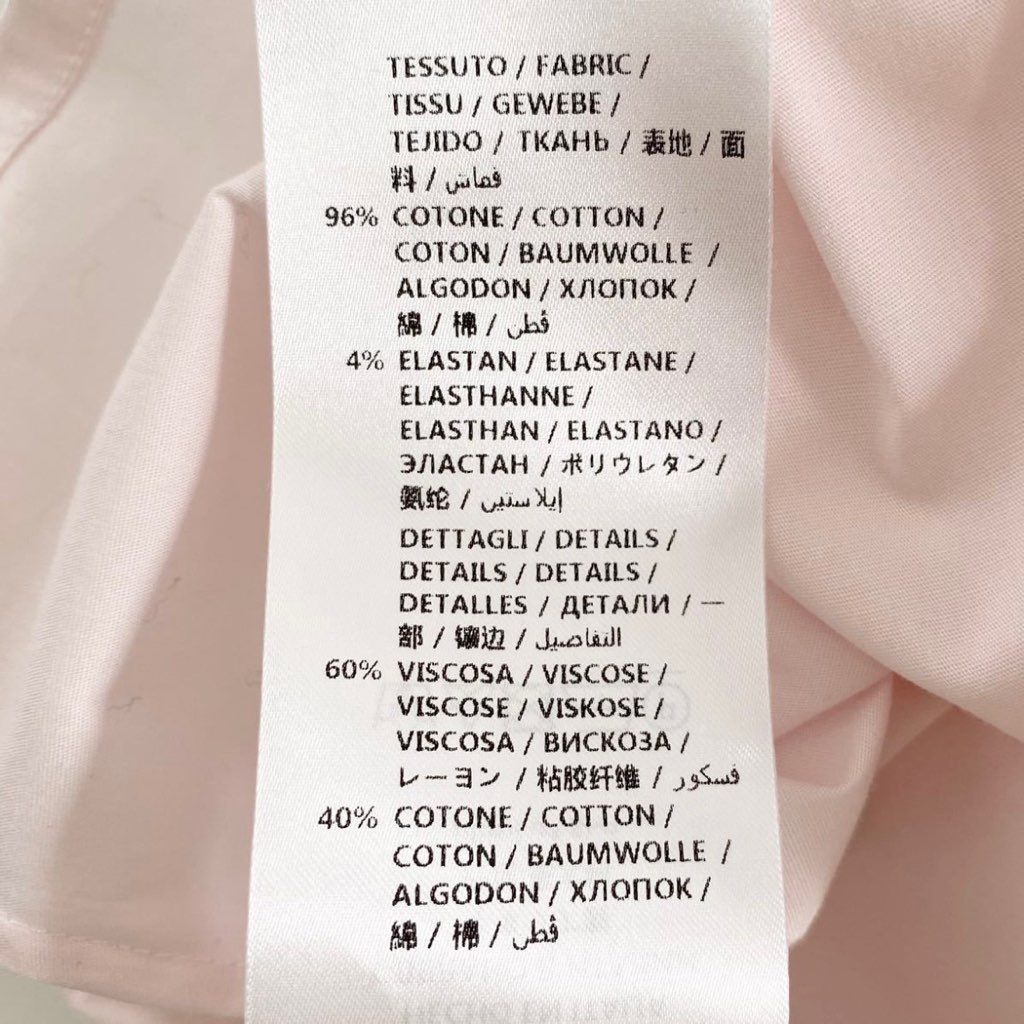 TESSUTO / FABRIC /
TISSU / GEWEBE /
TEJIDO / ТКАНЬ / 表地 / 面
料 / قماش
96% COTONE / COTTON /
COTON / BAUMWOLLE /
ALGODON / ХЛОПОК /
綿 / 棉 / قطن
4% ELASTAN / ELASTANE /
ELASTHANNE /
ELASTHAN / ELASTANO /
ЭЛАСТАН / ポリウレタン /
氨纶 / إيلاستين
DETTAGLI / DETAILS /
DETAILS / DETAILS /
DETALLES / ДЕТАЛИ / 一
部 / 镶边 / التفاصيل
60% VISCOSA / VISCOSE /
VISCOSE / VISKOSE /
VISCOSA / ВИСКОЗА /
レーヨン / 粘胶纤维 / فسكور
40% COTONE / COTTON /
COTON / BAUMWOLLE /
ALGODON / ХЛОПОК /
綿 / 棉 / قطن